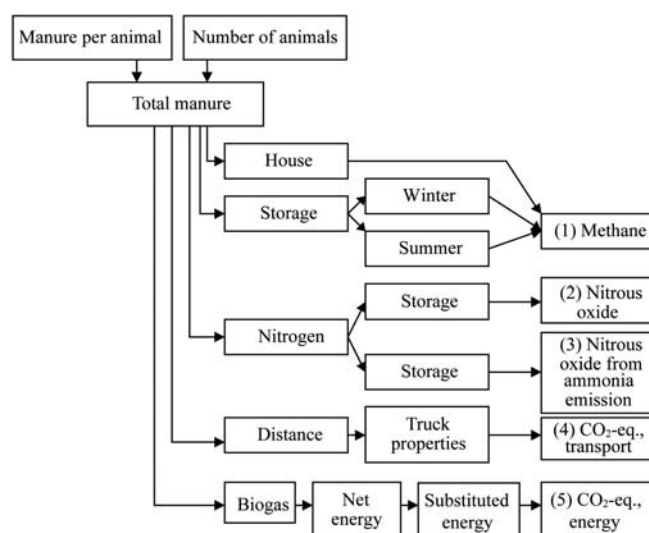 Manure per animal
Number of animals
Total manure
House
Storage
Winter
Summer
(1) Methane
Nitrogen
Storage
(2) Nitrous
oxide
Storage
(3) Nitrous
oxide from
ammonia
emission
Distance
Truck
properties
(4) CO₂-eq.,
transport
Biogas
Net
energy
Substituted
energy
(5) CO₂-eq.,
energy